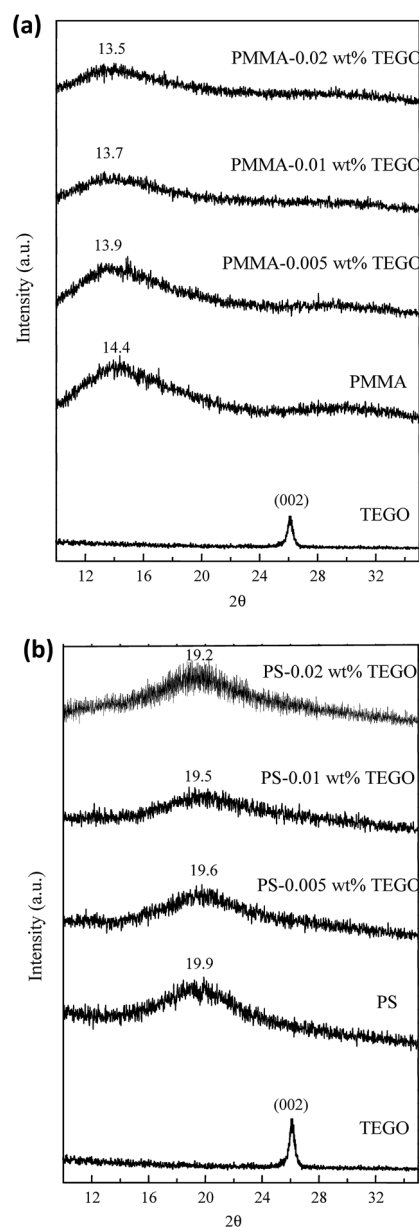 (a)
13.5
PMMA-0.02 wt% TEGO
13.7
PMMA-0.01 wt% TEGO
13.9
PMMA-0.005 wt% TEGO
14.4
PMMA
(002)
TEGO
Intensity (a.u.)
12 16 20 24 28 32
2θ
(b)
19.2
PS-0.02 wt% TEGO
19.5
PS-0.01 wt% TEGO
19.6
PS-0.005 wt% TEGO
19.9
PS
(002)
TEGO
Intensity (a.u.)
12 16 20 24 28 32
2θ